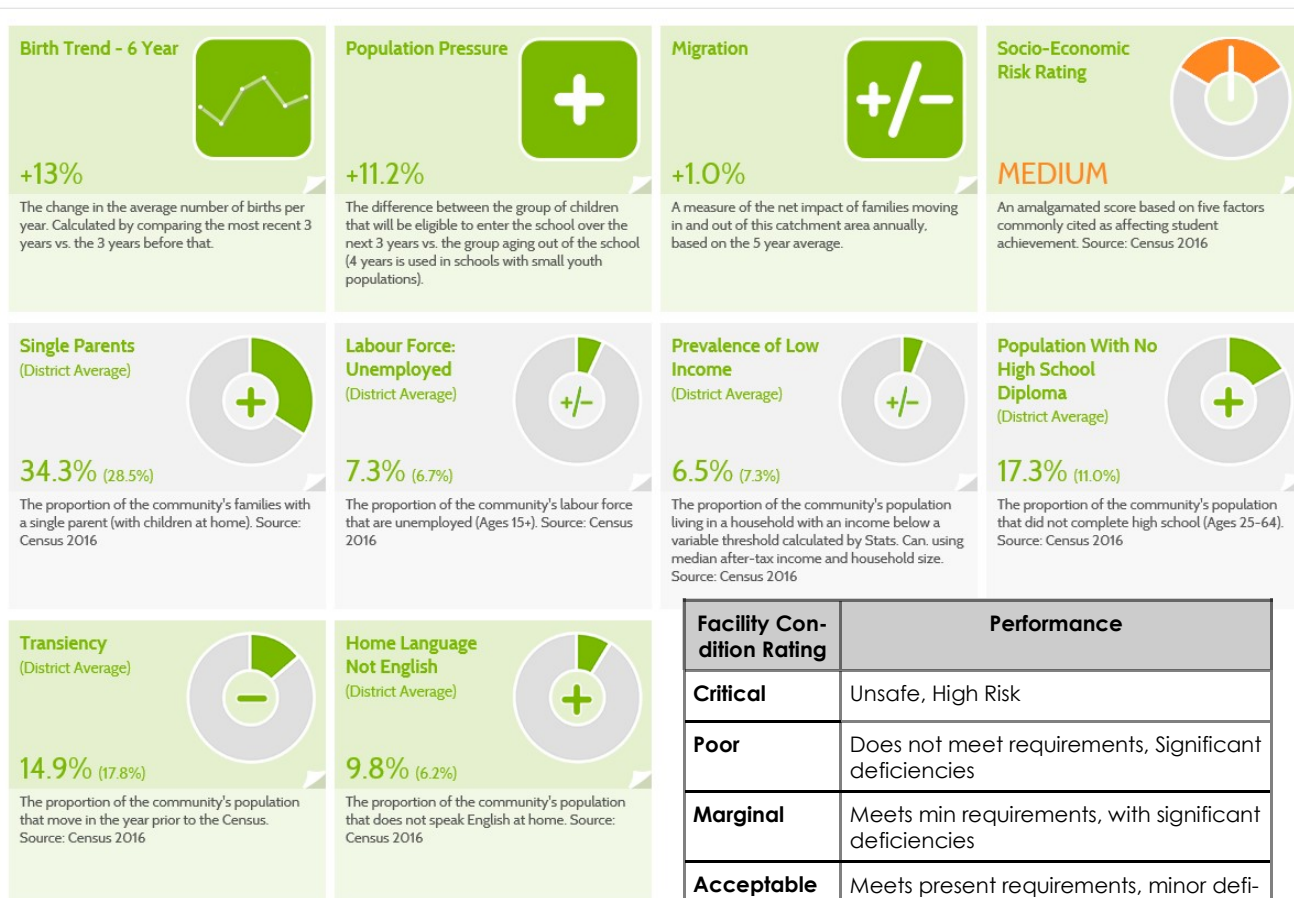 Birth Trend - 6 Year
+13%
The change in the average number of births per
year. Calculated by comparing the most recent 3
years vs. the 3 years before that.
Population Pressure
+
+11.2%
The difference between the group of children
that will be eligible to enter the school over the
next 3 years vs. the group aging out of the school
(4 years is used in schools with small youth
populations).
Migration
+/-
+1.0%
A measure of the net impact of families moving
in and out of this catchment area annually,
based on the 5 year average.
Socio-Economic
Risk Rating
MEDIUM
An amalgamated score based on five factors
commonly cited as affecting student
achievement. Source: Census 2016
Single Parents
(District Average)
+
34.3% (28.5%)
The proportion of the community's families with
a single parent (with children at home). Source:
Census 2016
Labour Force:
Unemployed
(District Average)
+/-
7.3% (6.7%)
The proportion of the community's labour force
that are unemployed (Ages 15+). Source: Census
2016
Prevalence of Low
Income
(District Average)
+/-
6.5% (7.3%)
The proportion of the community's population
living in a household with an income below a
variable threshold calculated by Stats. Can. using
median after-tax income and household size.
Source: Census 2016
Population With No
High School
Diploma
(District Average)
+
17.3% (11.0%)
The proportion of the community's population
that did not complete high school (Ages 25-64).
Source: Census 2016
Transiency
(District Average)
-
14.9% (17.8%)
The proportion of the community's population
that move in the year prior to the Census.
Source: Census 2016
Home Language
Not English
(District Average)
+
9.8% (6.2%)
The proportion of the community's population
that does not speak English at home. Source:
Census 2016
Facility Con-
dition Rating
Performance
Critical
Unsafe, High Risk
Poor
Does not meet requirements, Significant
deficiencies
Marginal
Meets min requirements, with significant
deficiencies
Acceptable
Meets present requirements, minor defi-